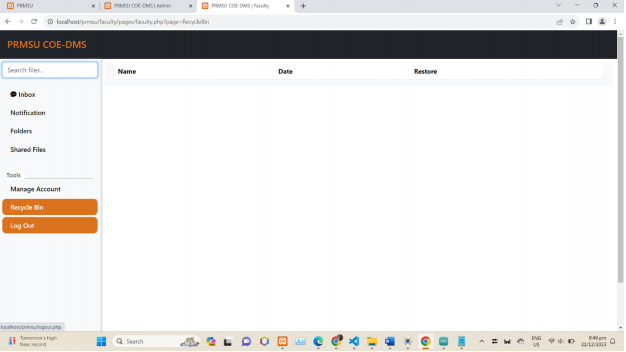 PRMSU
PRMSU COE-DMS | Admin
PRMSU COE-DMS | Faculty
localhost/prmsu/faculty/pages/faculty.php?page=RecycleBin
PRMSU COE-DMS
Search files...
Name Date Restore
Inbox
Notification
Folders
Shared Files
Tools
Manage Account
Recycle Bin
Log Out
localhost/prmsu/logout.php
Tomorrow's high
Near record
Search
ENG
US
9:49 pm
21/12/2023